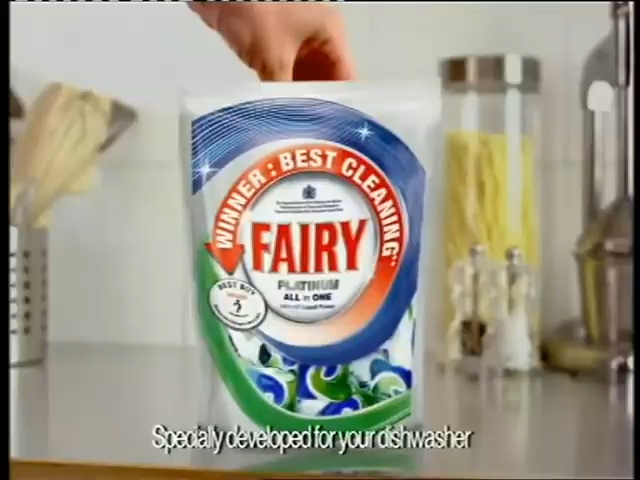 WINNER: BEST CLEANING**
FAIRY
PLATINUM
ALL IN ONE
BEST BUY
Specially developed for your dishwasher